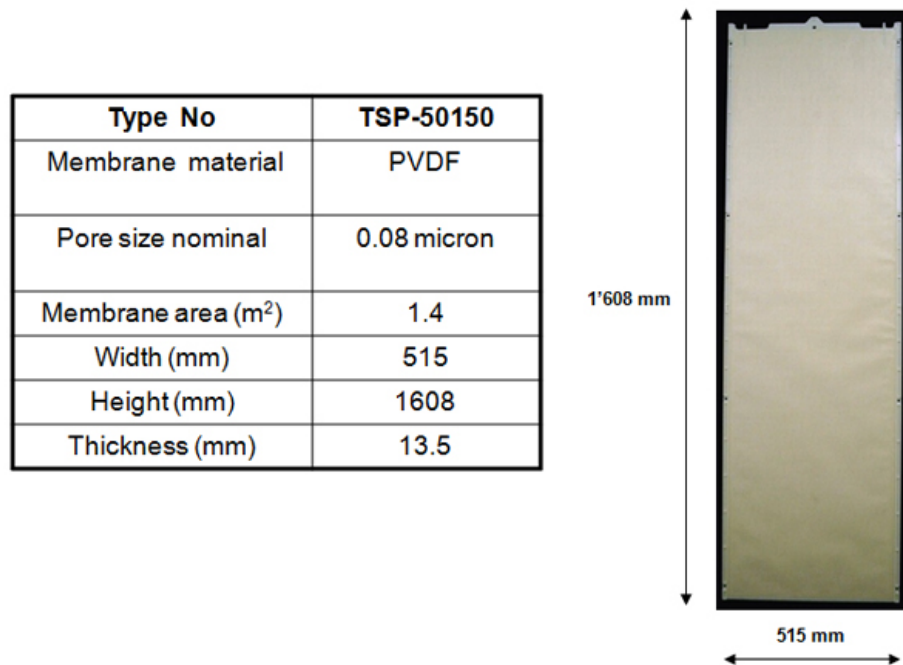 Type No TSP-50150
Membrane material PVDF
Pore size nominal 0.08 micron
Membrane area (m²) 1.4
Width (mm) 515
Height (mm) 1608
Thickness (mm) 13.5
1'608 mm
515 mm